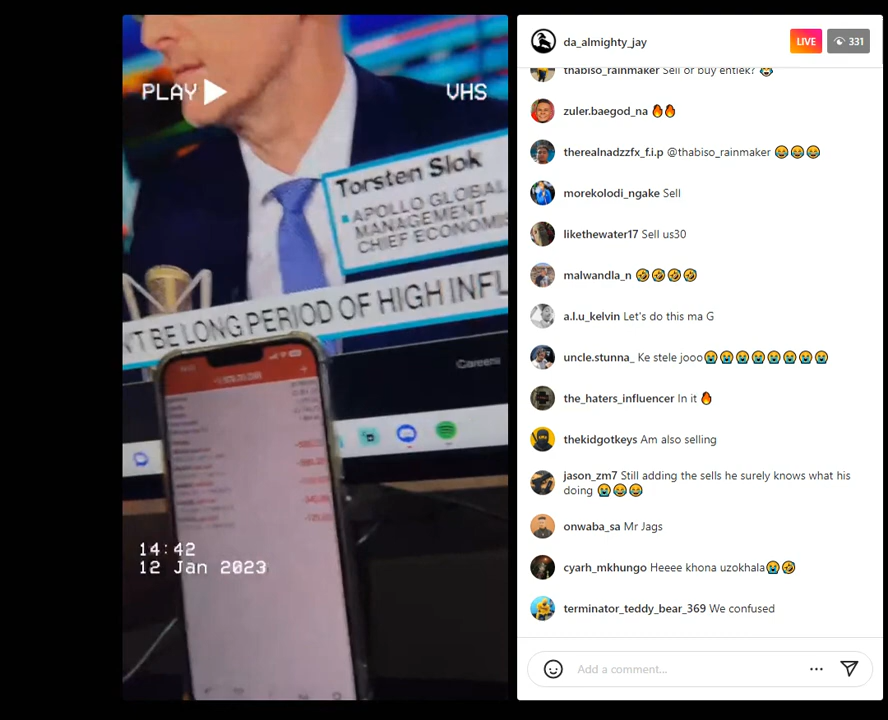 PLAY
VHS
Torsten Slok
APOLLO GLOBAL
MANAGEMENT
CHIEF ECONOMIS
N'T BE LONG PERIOD OF HIGH INFL
Careers
14:42
12 Jan 2023
da_almighty_jay
LIVE
331
thabiso_rainmaker Sell or buy entlek? 😂
zuler.baegod_na 🔥🔥
therealnadzzfx_f.i.p @thabiso_rainmaker 😂😂😂
morekolodi_ngake Sell
likethewater17 Sell us30
malwandla_n 🤣🤣🤣🤣
a.l.u_kelvin Let's do this ma G
uncle.stunna_ Ke stele jooo😭😭😭😭😭😭😭😭
the_haters_influencer In it 🔥
thekidgotkeys Am also selling
jason_zm7 Still adding the sells he surely knows what his
doing 😭😂😂
onwaba_sa Mr Jags
cyarh_mkhungo Heeee khona uzokhala😭🤣
terminator_teddy_bear_369 We confused
Add a comment...